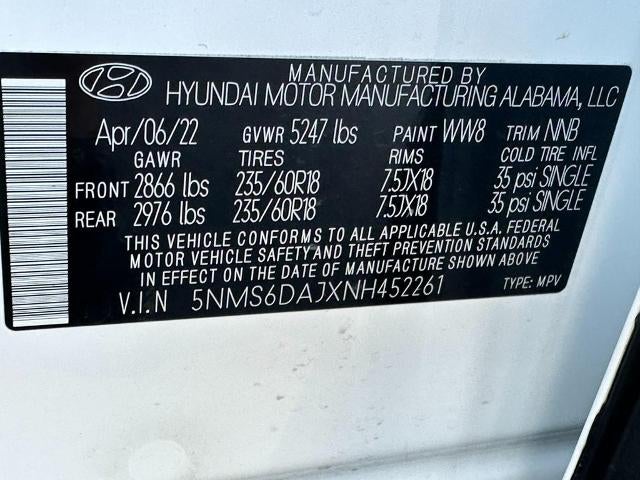 MANUFACTURED BY
HYUNDAI MOTOR MANUFACTURING ALABAMA, LLC
Apr/06/22 GVWR 5247 lbs PAINT WW8 TRIM NNB
GAWR TIRES RIMS COLD TIRE INFL
FRONT 2866 lbs 235/60R18 7.5JX18 35 psi SINGLE
REAR 2976 lbs 235/60R18 7.5JX18 35 psi SINGLE
THIS VEHICLE CONFORMS TO ALL APPLICABLE U.S.A. FEDERAL
MOTOR VEHICLE SAFETY AND THEFT PREVENTION STANDARDS
IN EFFECT ON THE DATE OF MANUFACTURE SHOWN ABOVE.
V.I.N 5NMS6DAJXNH452261 TYPE: MPV